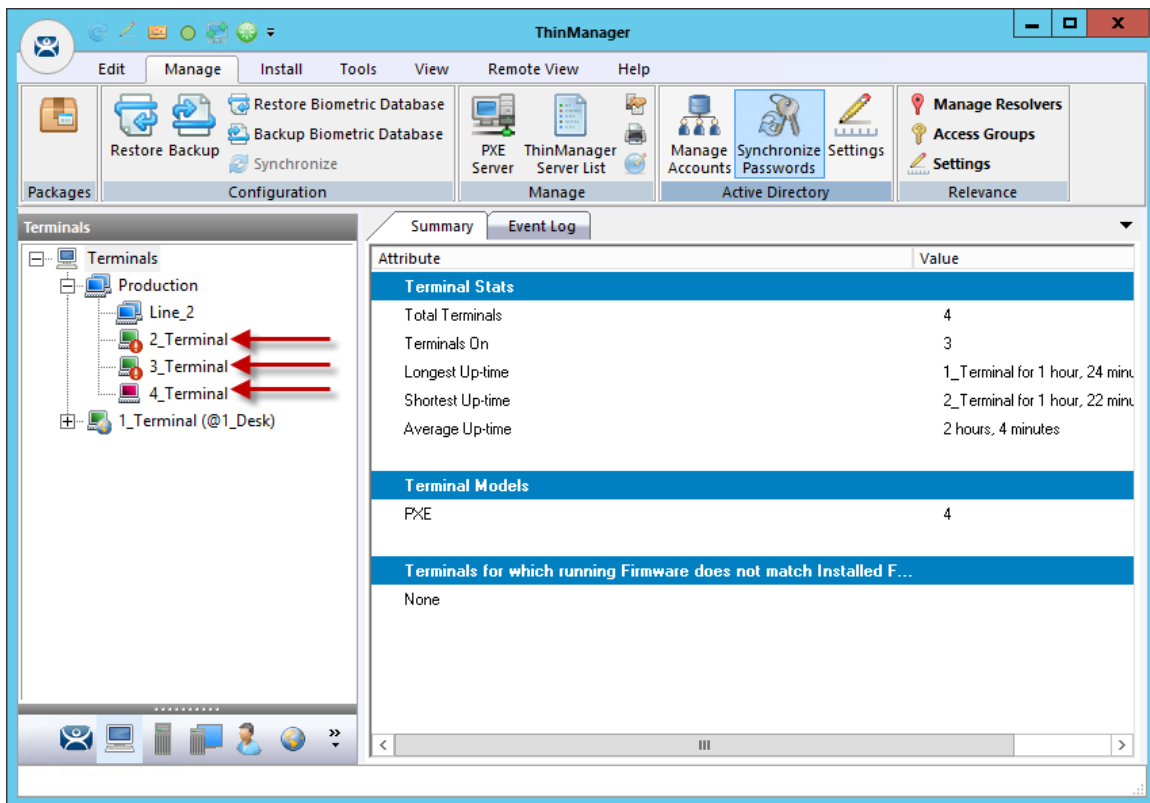 ThinManager
Edit Manage Install Tools View Remote View Help
Restore Backup
Restore Biometric Database
Backup Biometric Database
Synchronize
PXE Server
ThinManager Server List
Manage Accounts
Synchronize Passwords
Settings
Manage Resolvers
Access Groups
Settings
Packages Configuration Manage Active Directory Relevance
Terminals
Terminals
Production
Line_2
2_Terminal
3_Terminal
4_Terminal
1_Terminal (@1_Desk)
Summary Event Log
Attribute Value
Terminal Stats
Total Terminals 4
Terminals On 3
Longest Up-time 1_Terminal for 1 hour, 24 minu
Shortest Up-time 2_Terminal for 1 hour, 22 minu
Average Up-time 2 hours, 4 minutes
Terminal Models
PXE 4
Terminals for which running Firmware does not match Installed F...
None